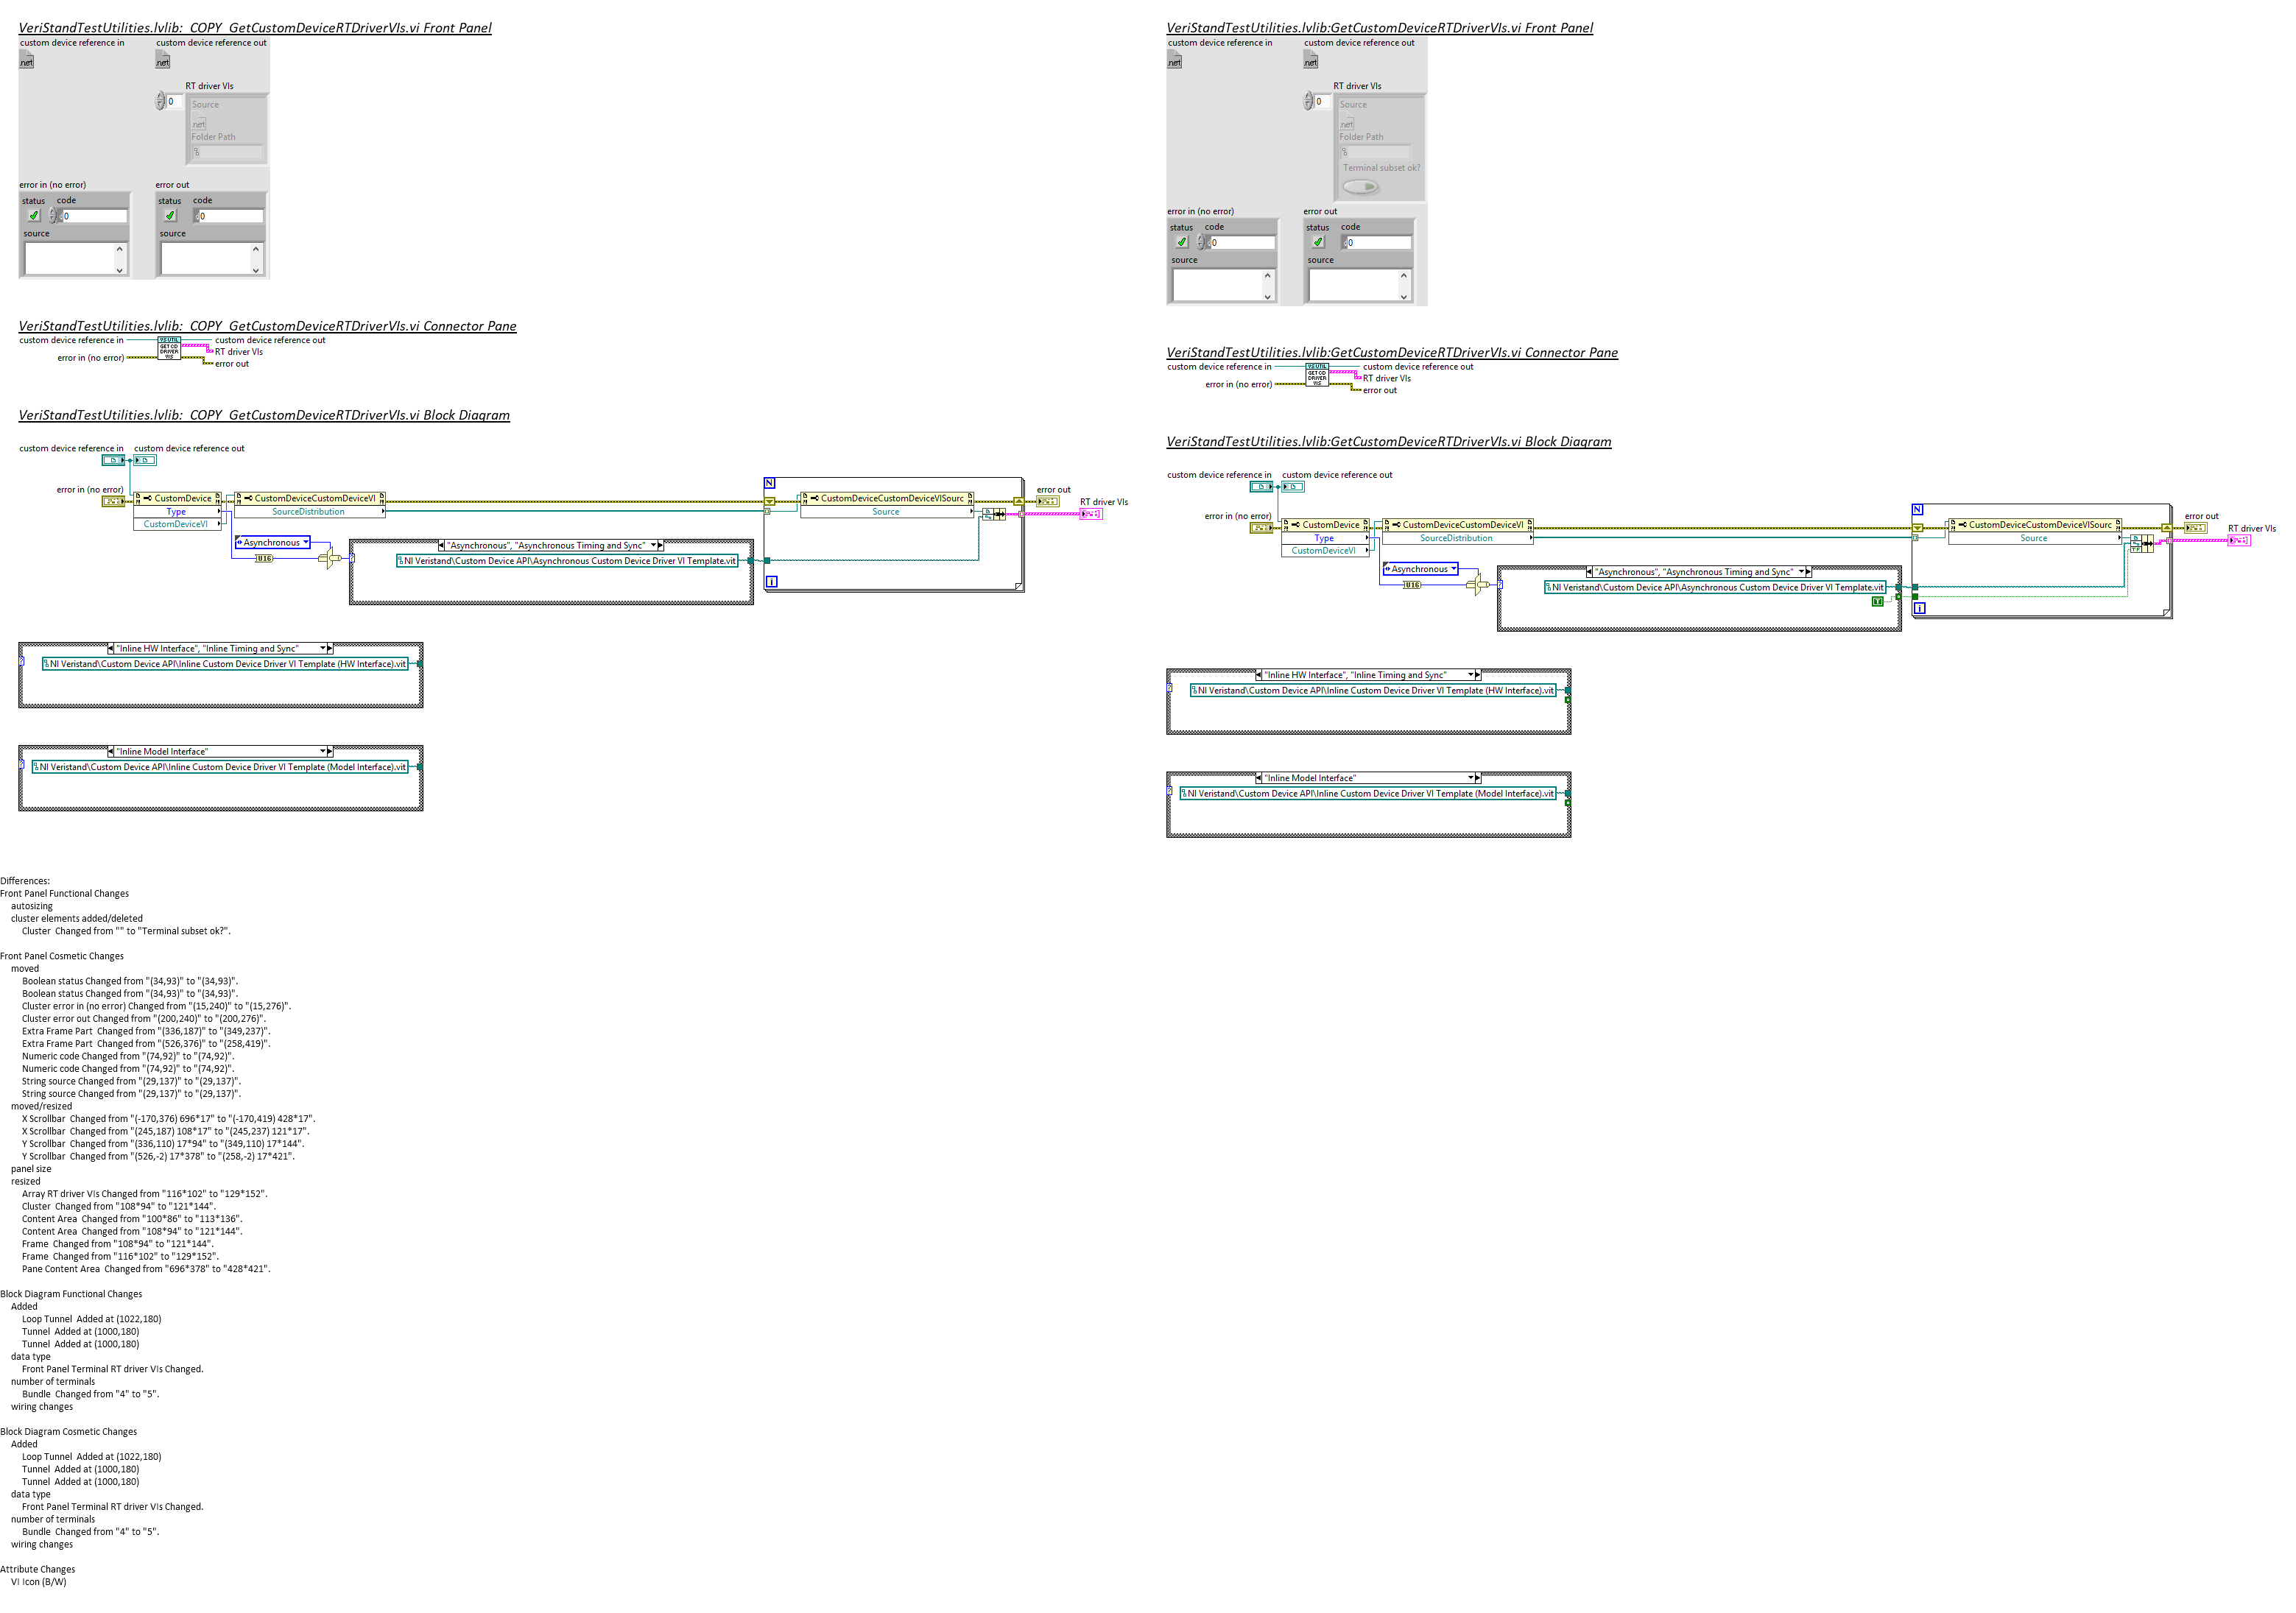 VeriStandTestUtilities.lvlib:_COPY_GetCustomDeviceRTDriverVIs.vi Front Panel
custom device reference in
custom device reference out
.net
.net
RT driver VIs
0
Source
.net
Folder Path
error in (no error)
error out
status code
status code
0
0
source
source
VeriStandTestUtilities.lvlib:_COPY_GetCustomDeviceRTDriverVIs.vi Connector Pane
custom device reference in
VS UTIL
GET CD
DRIVER
VIS
custom device reference out
RT driver VIs
error in (no error)
error out
VeriStandTestUtilities.lvlib:_COPY_GetCustomDeviceRTDriverVIs.vi Block Diagram
custom device reference in
custom device reference out
error in (no error)
CustomDevice
Type
CustomDeviceVI
CustomDeviceCustomDeviceVI
SourceDistribution
N
CustomDeviceCustomDeviceVISourc
Source
error out
RT driver VIs
Asynchronous
U16
"Asynchronous", "Asynchronous Timing and Sync"
NI Veristand\Custom Device API\Asynchronous Custom Device Driver VI Template.vit
i
"Inline HW Interface", "Inline Timing and Sync"
NI Veristand\Custom Device API\Inline Custom Device Driver VI Template (HW Interface).vit
"Inline Model Interface"
NI Veristand\Custom Device API\Inline Custom Device Driver VI Template (Model Interface).vit
VeriStandTestUtilities.lvlib:GetCustomDeviceRTDriverVIs.vi Front Panel
custom device reference in
custom device reference out
.net
.net
RT driver VIs
0
Source
.net
Folder Path
Terminal subset ok?
error in (no error)
error out
status code
status code
0
0
source
source
VeriStandTestUtilities.lvlib:GetCustomDeviceRTDriverVIs.vi Connector Pane
custom device reference in
VS UTIL
GET CD
DRIVER
VIS
custom device reference out
RT driver VIs
error in (no error)
error out
VeriStandTestUtilities.lvlib:GetCustomDeviceRTDriverVIs.vi Block Diagram
custom device reference in
custom device reference out
error in (no error)
CustomDevice
Type
CustomDeviceVI
CustomDeviceCustomDeviceVI
SourceDistribution
N
CustomDeviceCustomDeviceVISourc
Source
error out
RT driver VIs
Asynchronous
U16
"Asynchronous", "Asynchronous Timing and Sync"
NI Veristand\Custom Device API\Asynchronous Custom Device Driver VI Template.vit
T
i
"Inline HW Interface", "Inline Timing and Sync"
NI Veristand\Custom Device API\Inline Custom Device Driver VI Template (HW Interface).vit
"Inline Model Interface"
NI Veristand\Custom Device API\Inline Custom Device Driver VI Template (Model Interface).vit
Differences:
Front Panel Functional Changes
autosizing
cluster elements added/deleted
Cluster  Changed from "" to "Terminal subset ok?".
Front Panel Cosmetic Changes
moved
Boolean status Changed from "(34,93)" to "(34,93)".
Boolean status Changed from "(34,93)" to "(34,93)".
Cluster error in (no error) Changed from "(15,240)" to "(15,276)".
Cluster error out Changed from "(200,240)" to "(200,276)".
Extra Frame Part  Changed from "(336,187)" to "(349,237)".
Extra Frame Part  Changed from "(526,376)" to "(258,419)".
Numeric code Changed from "(74,92)" to "(74,92)".
Numeric code Changed from "(74,92)" to "(74,92)".
String source Changed from "(29,137)" to "(29,137)".
String source Changed from "(29,137)" to "(29,137)".
moved/resized
X Scrollbar  Changed from "(-170,376) 696*17" to "(-170,419) 428*17".
X Scrollbar  Changed from "(245,187) 108*17" to "(245,237) 121*17".
Y Scrollbar  Changed from "(336,110) 17*94" to "(349,110) 17*144".
Y Scrollbar  Changed from "(526,-2) 17*378" to "(258,-2) 17*421".
panel size
resized
Array RT driver VIs Changed from "116*102" to "129*152".
Cluster  Changed from "108*94" to "121*144".
Content Area  Changed from "100*86" to "113*136".
Content Area  Changed from "108*94" to "121*144".
Frame  Changed from "108*94" to "121*144".
Frame  Changed from "116*102" to "129*152".
Pane Content Area  Changed from "696*378" to "428*421".
Block Diagram Functional Changes
Added
Loop Tunnel  Added at (1022,180)
Tunnel  Added at (1000,180)
Tunnel  Added at (1000,180)
data type
Front Panel Terminal RT driver VIs Changed.
number of terminals
Bundle  Changed from "4" to "5".
wiring changes
Block Diagram Cosmetic Changes
Added
Loop Tunnel  Added at (1022,180)
Tunnel  Added at (1000,180)
Tunnel  Added at (1000,180)
data type
Front Panel Terminal RT driver VIs Changed.
number of terminals
Bundle  Changed from "4" to "5".
wiring changes
Attribute Changes
VI Icon (B/W)